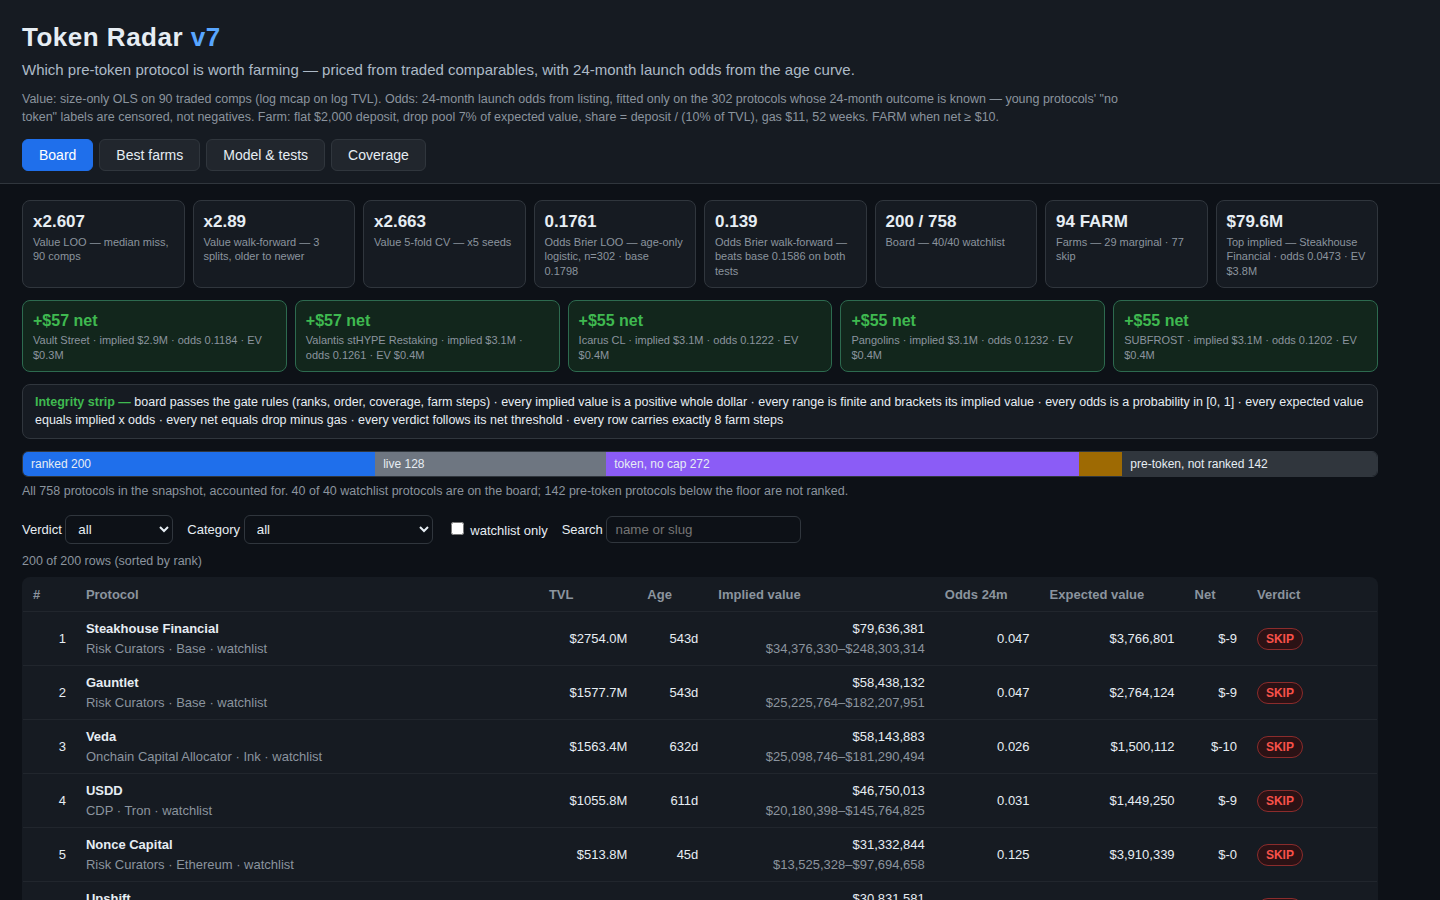 Token Radar v7
Which pre-token protocol is worth farming — priced from traded comparables, with 24-month launch odds from the age curve.
Value: size-only OLS on 90 traded comps (log mcap on log TVL). Odds: 24-month launch odds from listing, fitted only on the 302 protocols whose 24-month outcome is known — young protocols' "no
token" labels are censored, not negatives. Farm: flat $2,000 deposit, drop pool 7% of expected value, share = deposit / (10% of TVL), gas $11, 52 weeks. FARM when net ≥ $10.
Board Best farms Model & tests Coverage
x2.607
Value LOO — median miss,
90 comps
x2.89
Value walk-forward — 3
splits, older to newer
x2.663
Value 5-fold CV — x5 seeds
0.1761
Odds Brier LOO — age-only
logistic, n=302 · base
0.1798
0.139
Odds Brier walk-forward —
beats base 0.1586 on both
tests
200 / 758
Board — 40/40 watchlist
94 FARM
Farms — 29 marginal · 77
skip
$79.6M
Top implied — Steakhouse
Financial · odds 0.0473 · EV
$3.8M
+$57 net
Vault Street · implied $2.9M · odds 0.1184 · EV
$0.3M
+$57 net
Valantis stHYPE Restaking · implied $3.1M ·
odds 0.1261 · EV $0.4M
+$55 net
Icarus CL · implied $3.1M · odds 0.1222 · EV
$0.4M
+$55 net
Pangolins · implied $3.1M · odds 0.1232 · EV
$0.4M
+$55 net
SUBFROST · implied $3.1M · odds 0.1202 · EV
$0.4M
Integrity strip — board passes the gate rules (ranks, order, coverage, farm steps) · every implied value is a positive whole dollar · every range is finite and brackets its implied value · every odds is a probability in [0, 1] · every expected value
equals implied x odds · every net equals drop minus gas · every verdict follows its net threshold · every row carries exactly 8 farm steps
ranked 200 live 128 token, no cap 272 pre-token, not ranked 142
All 758 protocols in the snapshot, accounted for. 40 of 40 watchlist protocols are on the board; 142 pre-token protocols below the floor are not ranked.
Verdict all Category all watchlist only Search name or slug
200 of 200 rows (sorted by rank)
# Protocol TVL Age Implied value Odds 24m Expected value Net Verdict
1 Steakhouse Financial $2754.0M 543d $79,636,381 0.047 $3,766,801 $-9 SKIP
Risk Curators · Base · watchlist $34,376,330–$248,303,314
2 Gauntlet $1577.7M 543d $58,438,132 0.047 $2,764,124 $-9 SKIP
Risk Curators · Base · watchlist $25,225,764–$182,207,951
3 Veda $1563.4M 632d $58,143,883 0.026 $1,500,112 $-10 SKIP
Onchain Capital Allocator · Ink · watchlist $25,098,746–$181,290,494
4 USDD $1055.8M 611d $46,750,013 0.031 $1,449,250 $-9 SKIP
CDP · Tron · watchlist $20,180,398–$145,764,825
5 Nonce Capital $513.8M 45d $31,332,844 0.125 $3,910,339 $-0 SKIP
Risk Curators · Ethereum · watchlist $13,525,328–$97,694,658
Upshift $30,831,581